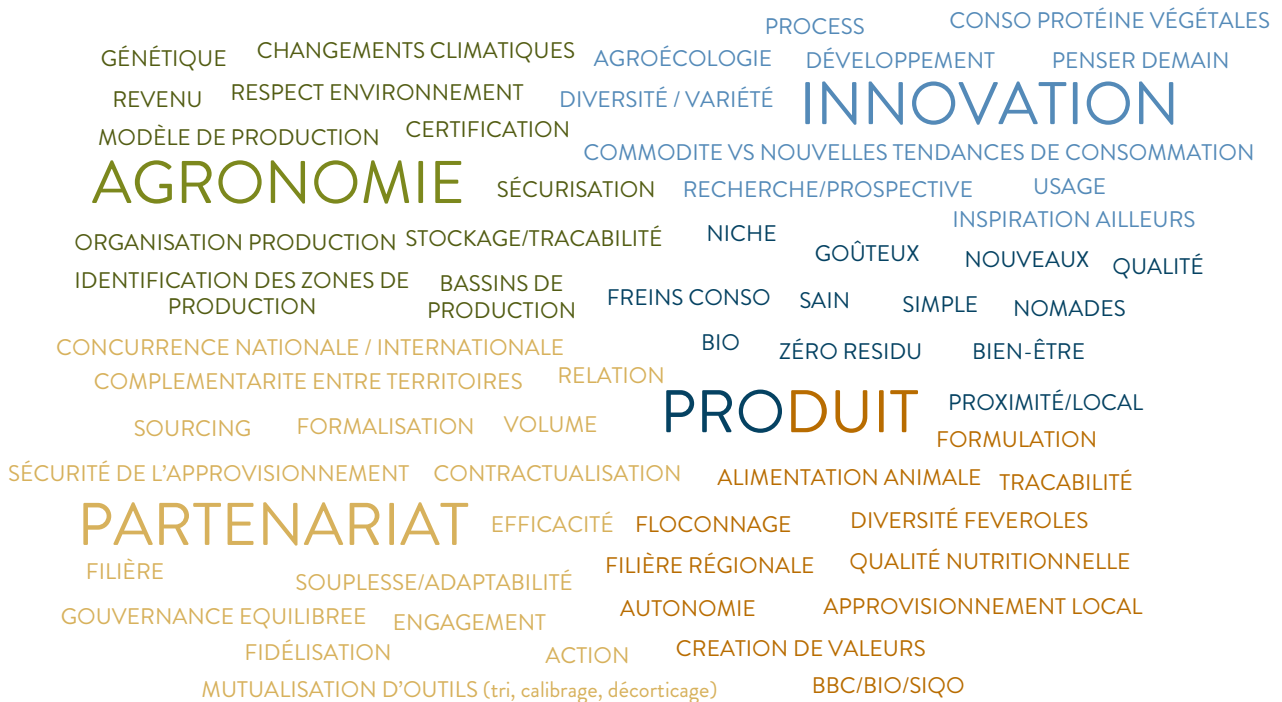 PROCESS
CONSO PROTÉINE VÉGÉTALES
GÉNÉTIQUE
CHANGEMENTS CLIMATIQUES
AGROÉCOLOGIE
DÉVELOPPEMENT
PENSER DEMAIN
REVENU
RESPECT ENVIRONNEMENT
DIVERSITÉ / VARIÉTÉ
INNOVATION
MODÈLE DE PRODUCTION
CERTIFICATION
COMMODITE VS NOUVELLES TENDANCES DE CONSOMMATION
AGRONOMIE
SÉCURISATION
RECHERCHE/PROSPECTIVE
USAGE
INSPIRATION AILLEURS
ORGANISATION PRODUCTION
STOCKAGE/TRACABILITÉ
NICHE
GOÛTEUX
NOUVEAUX
QUALITÉ
IDENTIFICATION DES ZONES DE
PRODUCTION
BASSINS DE
PRODUCTION
FREINS CONSO
SAIN
SIMPLE
NOMADES
BIO
ZÉRO RESIDU
BIEN-ÊTRE
CONCURRENCE NATIONALE / INTERNATIONALE
COMPLEMENTARITE ENTRE TERRITOIRES
RELATION
PRODUIT
PROXIMITÉ/LOCAL
SOURCING
FORMALISATION
VOLUME
FORMULATION
SÉCURITÉ DE L’APPROVISIONNEMENT
CONTRACTUALISATION
ALIMENTATION ANIMALE
TRACABILITÉ
PARTENARIAT
EFFICACITÉ
FLOCONNAGE
DIVERSITÉ FEVEROLES
FILIÈRE
SOUPLESSE/ADAPTABILITÉ
FILIÈRE RÉGIONALE
QUALITÉ NUTRITIONNELLE
GOUVERNANCE EQUILIBREE
ENGAGEMENT
AUTONOMIE
APPROVISIONNEMENT LOCAL
FIDÉLISATION
ACTION
CREATION DE VALEURS
MUTUALISATION D’OUTILS (tri, calibrage, décorticage)
BBC/BIO/SIQO